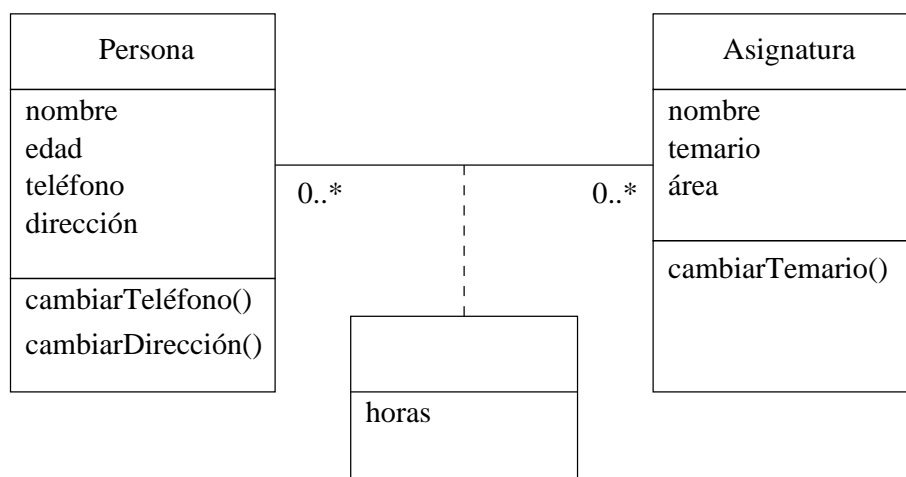 Persona
nombre
edad
teléfono
dirección
cambiarTeléfono()
cambiarDirección()
0..*
0..*
Asignatura
nombre
temario
área
cambiarTemario()
horas